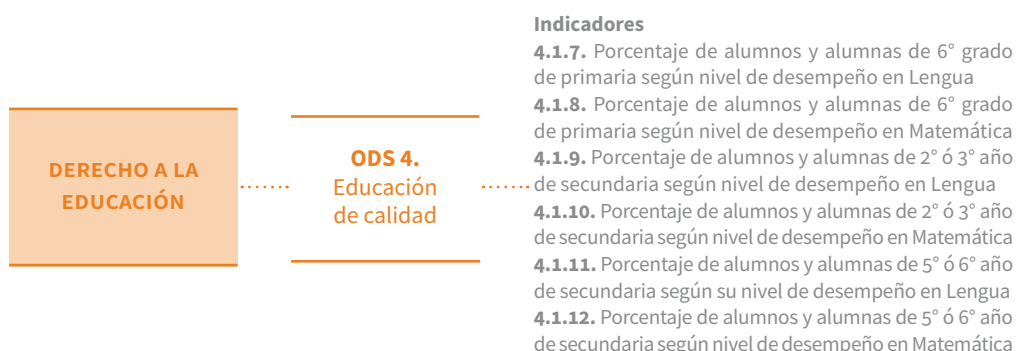 DERECHO A LA
EDUCACIÓN
ODS 4.
Educación
de calidad
Indicadores
4.1.7. Porcentaje de alumnos y alumnas de 6° grado
de primaria según nivel de desempeño en Lengua
4.1.8. Porcentaje de alumnos y alumnas de 6° grado
de primaria según nivel de desempeño en Matemática
4.1.9. Porcentaje de alumnos y alumnas de 2° ó 3° año
de secundaria según nivel de desempeño en Lengua
4.1.10. Porcentaje de alumnos y alumnas de 2° ó 3° año
de secundaria según nivel de desempeño en Matemática
4.1.11. Porcentaje de alumnos y alumnas de 5° ó 6° año
de secundaria según su nivel de desempeño en Lengua
4.1.12. Porcentaje de alumnos y alumnas de 5° ó 6° año
de secundaria según nivel de desempeño en Matemática